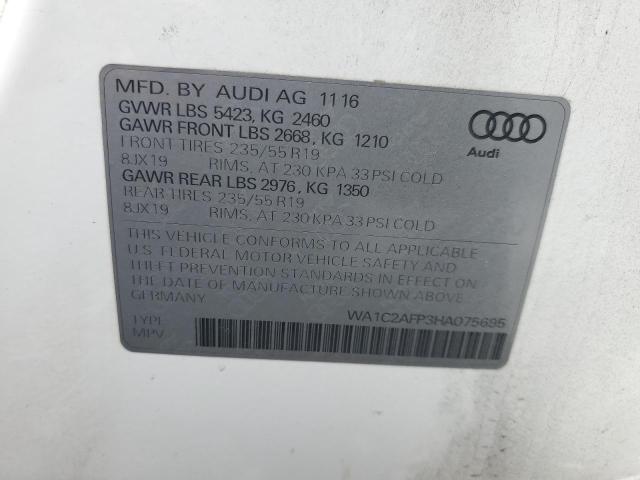 MFD. BY AUDI AG 11 16
GVWR LBS 5423, KG 2460
GAWR FRONT LBS 2668, KG 1210
FRONT TIRES 235/55 R19
8JX19 RIMS, AT 230 KPA 33 PSI COLD
GAWR REAR LBS 2976, KG 1350
REAR TIRES 235/55 R19
8JX19 RIMS, AT 230 KPA 33 PSI COLD
THIS VEHICLE CONFORMS TO ALL APPLICABLE
U.S. FEDERAL MOTOR VEHICLE SAFETY AND
THEFT PREVENTION STANDARDS IN EFFECT ON
THE DATE OF MANUFACTURE SHOWN ABOVE.
GERMANY
TYPE
MPV
WA1C2AFP3HA075695
Audi